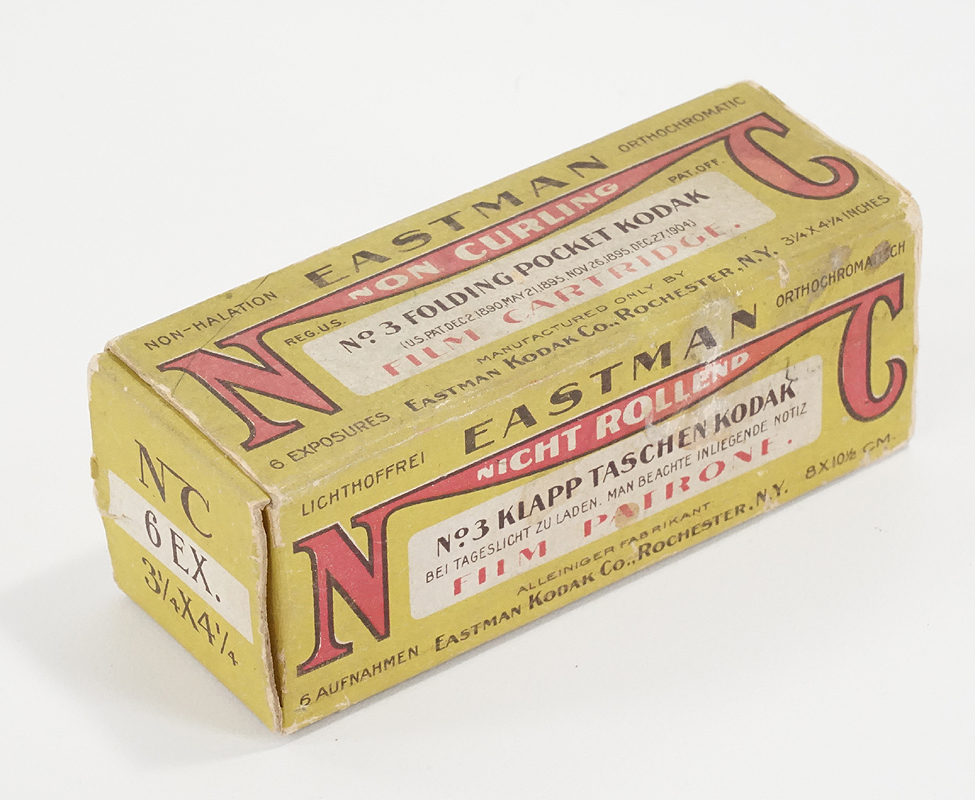 NON-HALATION EASTMAN ORTHOCHROMATIC
N NON CURLING C
REG. U.S. PAT. OFF.
No. 3 FOLDING POCKET KODAK
(U.S. PAT. DEC. 2, 1890, MAY 21, 1895, NOV. 26, 1895, DEC. 27, 1904)
FILM CARTRIDGE.
MANUFACTURED ONLY BY
6 EXPOSURES EASTMAN KODAK CO., ROCHESTER, N.Y. 3¼ X 4¼ INCHES
LICHTHOFFREI EASTMAN ORTHOCHROMATISCH
N NICHT ROLLEND C
No. 3 KLAPP TASCHEN KODAK
BEI TAGESLICHT ZU LADEN. MAN BEACHTE INLIEGENDE NOTIZ
FILM PATRONE.
ALLEINIGER FABRIKANT
6 AUFNAHMEN EASTMAN KODAK CO., ROCHESTER, N.Y. 8X10½ CM.
NC
6 EX.
3¼X4¼